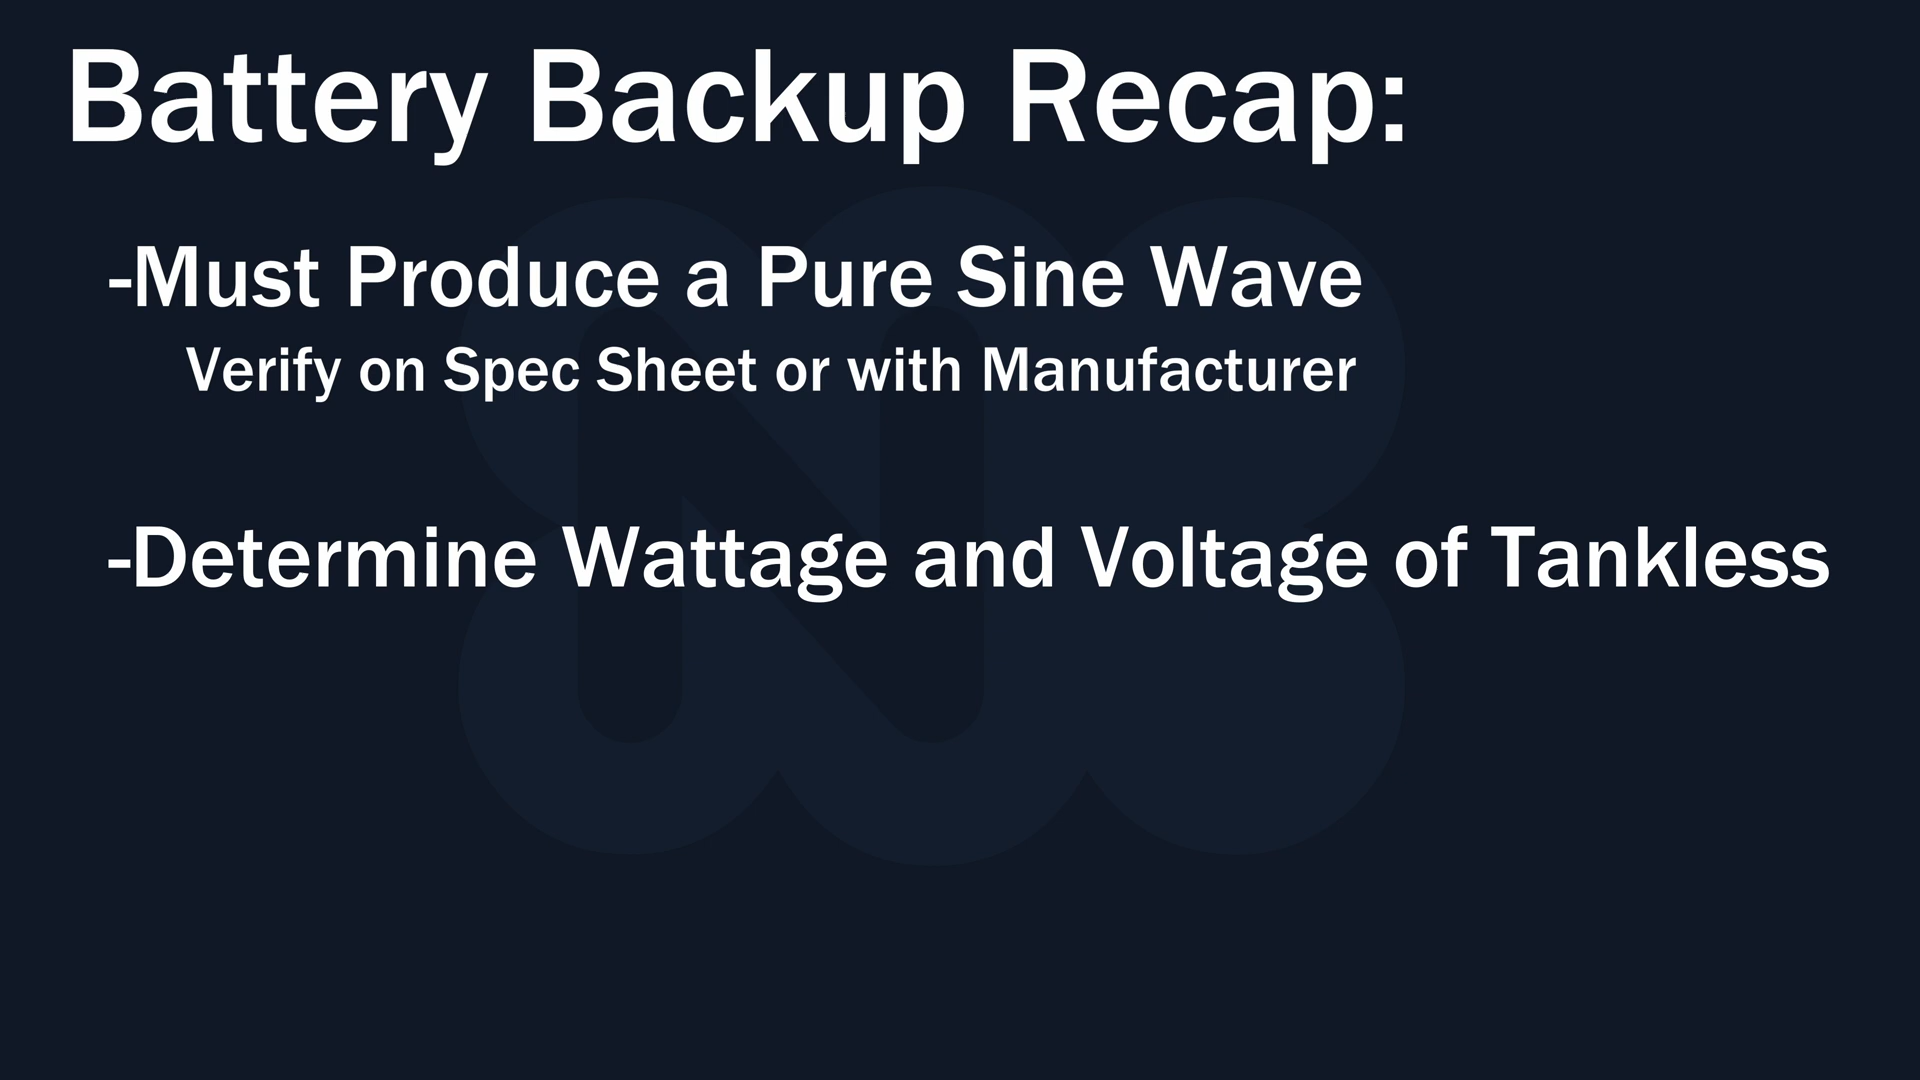 Battery Backup Recap:
-Must Produce a Pure Sine Wave
Verify on Spec Sheet or with Manufacturer
-Determine Wattage and Voltage of Tankless